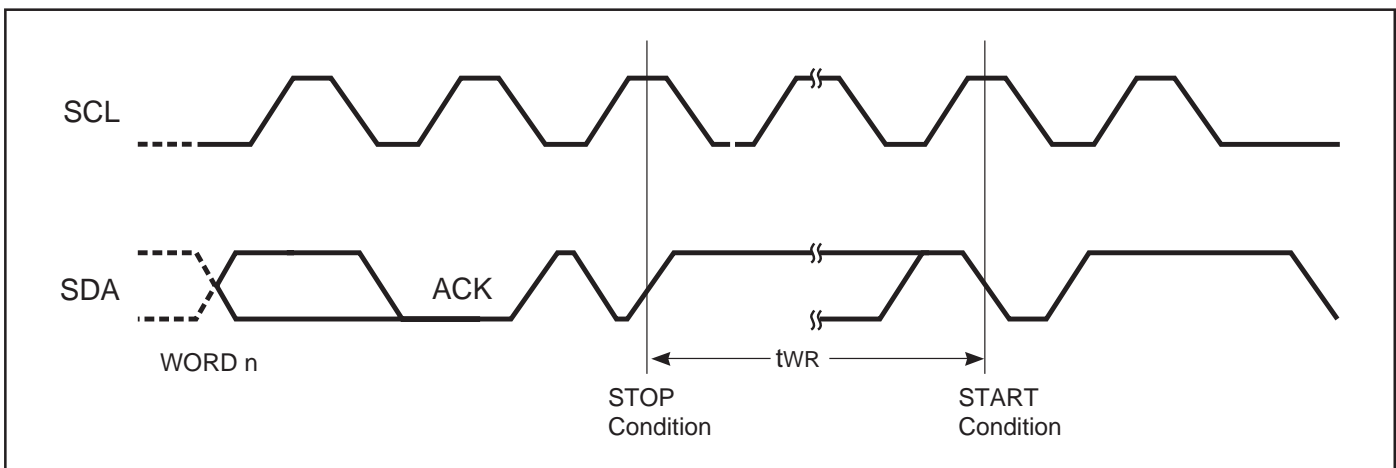 SCL
SDA
ACK
WORD n
tWR
STOP
Condition
START
Condition